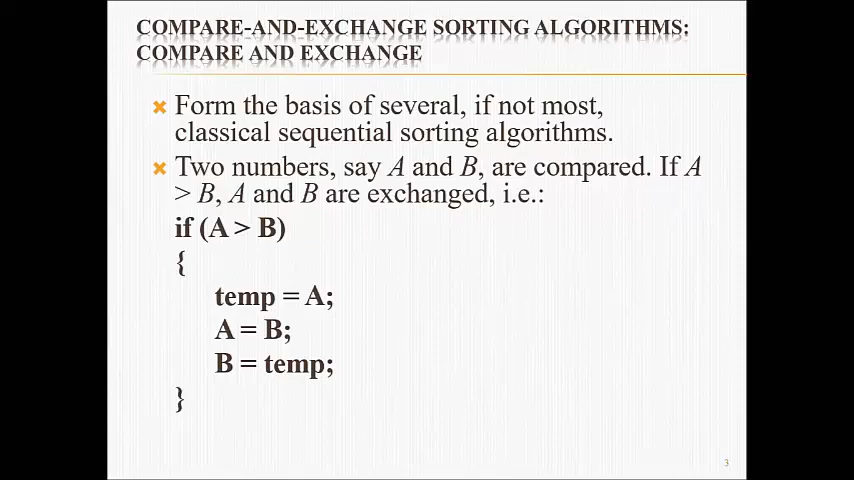 COMPARE-AND-EXCHANGE SORTING ALGORITHMS:
COMPARE AND EXCHANGE
Form the basis of several, if not most,
classical sequential sorting algorithms.
Two numbers, say A and B, are compared. If A
> B, A and B are exchanged, i.e.:
if (A > B)
{
temp = A;
A = B;
B = temp;
}
3